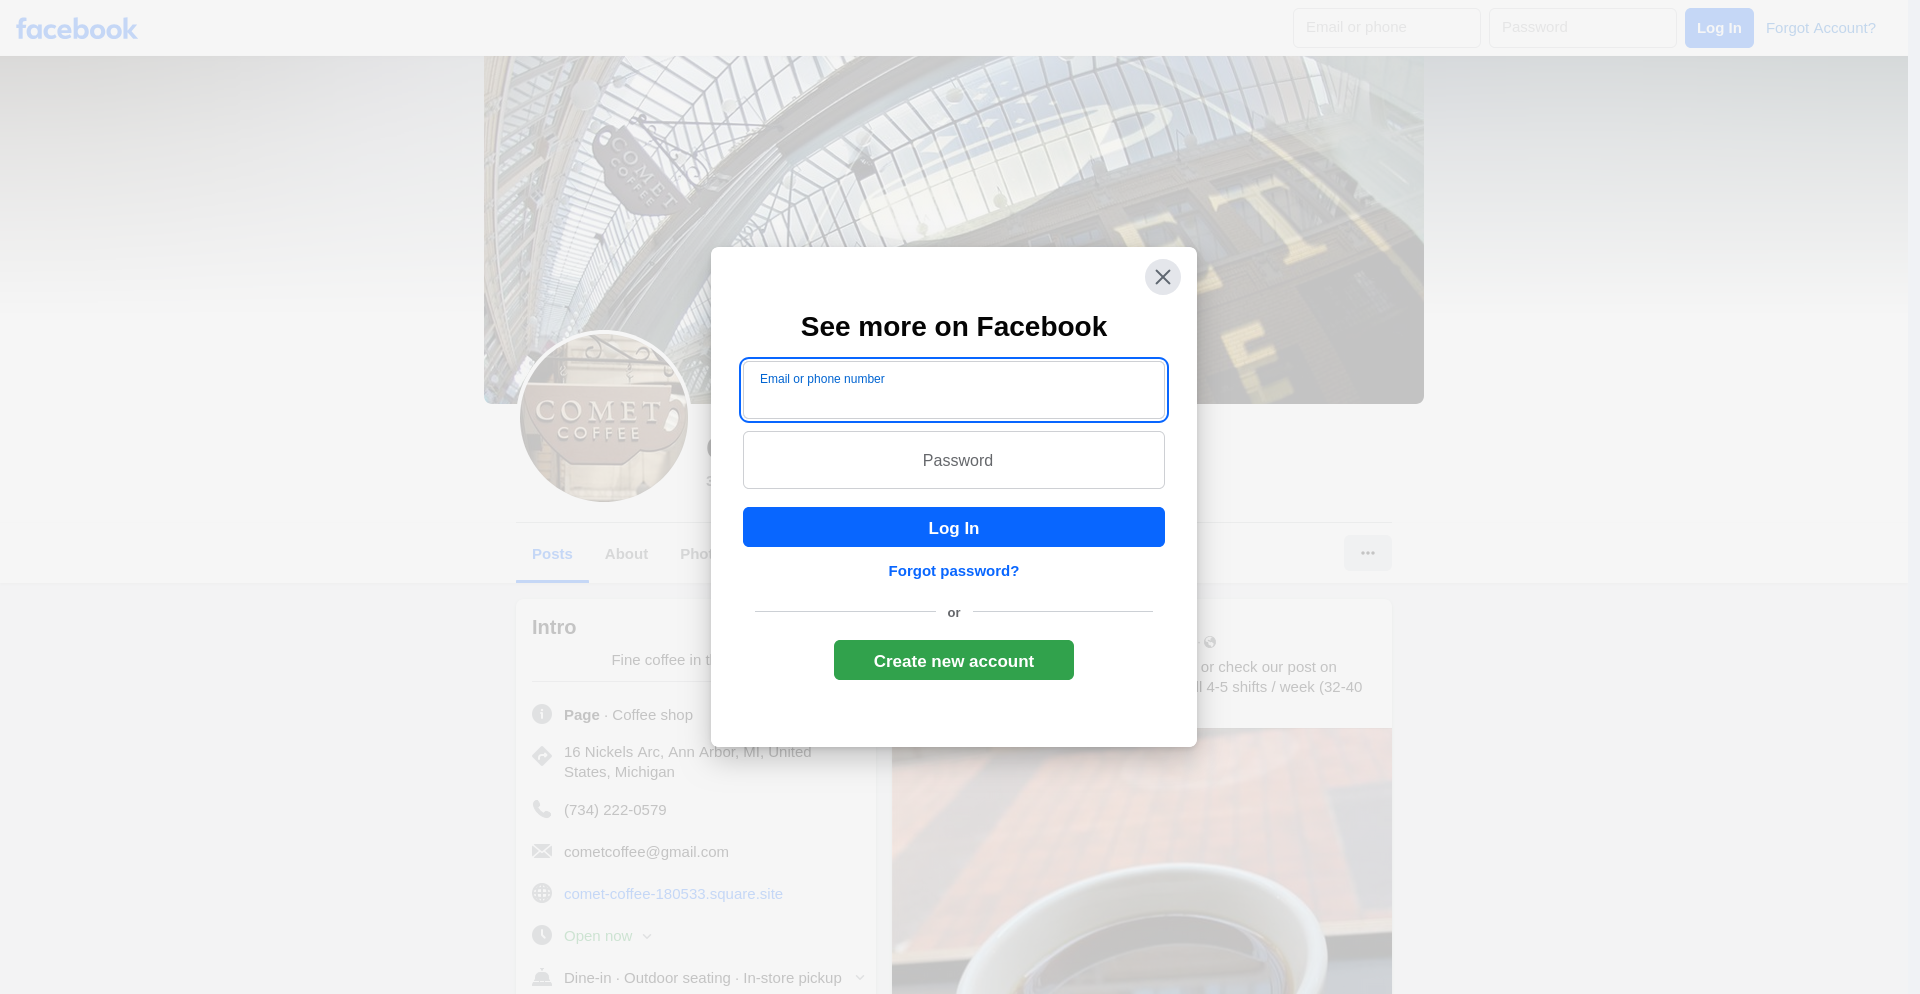 facebook
Email or phone
Password
Log In
Forgot Account?
COMET
COFFEE
ET
E
See more on Facebook
Email or phone number
COMET
COFFEE
Password
Log In
Posts
About
Forgot password?
or
Intro
Create new account
Fine coffee in
or check our post on
4-5 shifts / week (32-40
Page · Coffee shop
16 Nickels Arc, Ann Arbor, MI, United
States, Michigan
(734) 222-0579
cometcoffee@gmail.com
comet-coffee-180533.square.site
Open now
Dine-in · Outdoor seating · In-store pickup